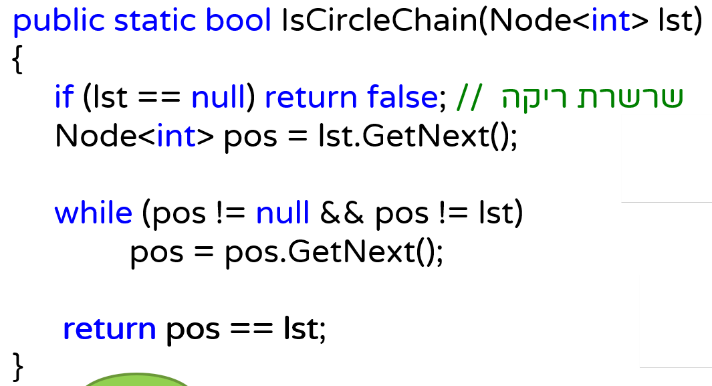 public static bool IsCircleChain(Node<int> lst)
{
if (lst == null) return false; // שרשרת ריקה
Node<int> pos = lst.GetNext();
while (pos != null && pos != lst)
pos = pos.GetNext();
return pos == lst;
}